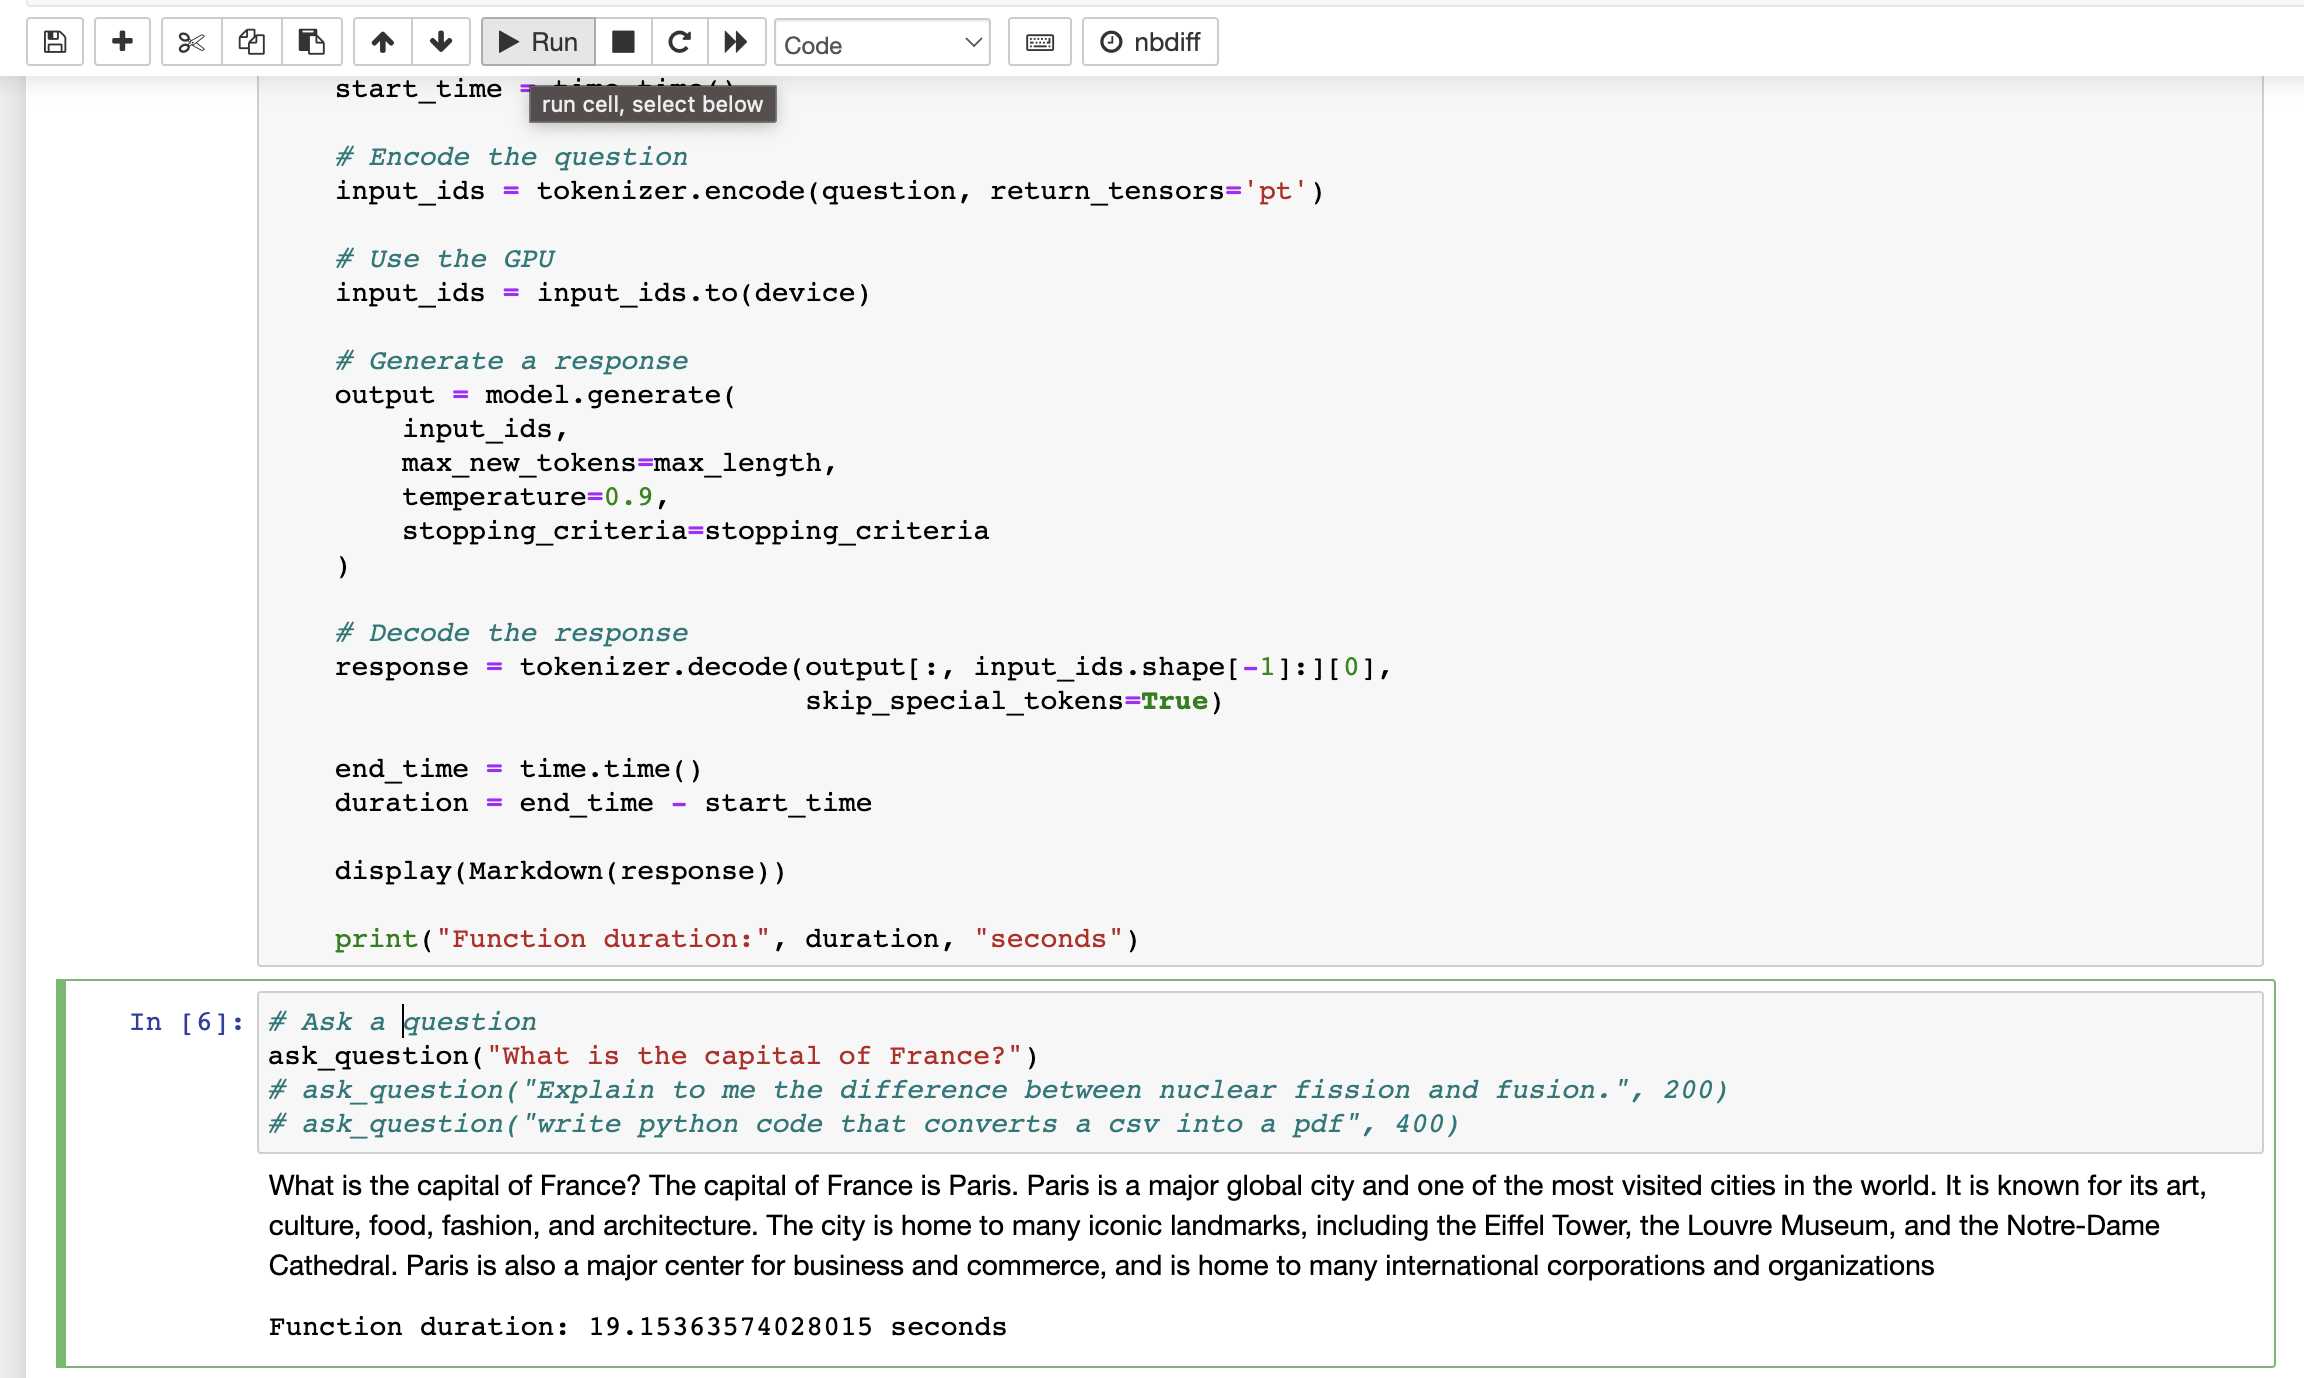 Run
Code
nbdiff
start_time =
run cell, select below
# Encode the question
input_ids = tokenizer.encode(question, return_tensors='pt')
# Use the GPU
input_ids = input_ids.to(device)
# Generate a response
output = model.generate(
input_ids,
max_new_tokens=max_length,
temperature=0.9,
stopping_criteria=stopping_criteria
)
# Decode the response
response = tokenizer.decode(output[:, input_ids.shape[-1]:][0],
skip_special_tokens=True)
end_time = time.time()
duration = end_time - start_time
display(Markdown(response))
print("Function duration:", duration, "seconds")
In [6]:
# Ask a question
ask_question("What is the capital of France?")
# ask_question("Explain to me the difference between nuclear fission and fusion.", 200)
# ask_question("write python code that converts a csv into a pdf", 400)
What is the capital of France? The capital of France is Paris. Paris is a major global city and one of the most visited cities in the world. It is known for its art,
culture, food, fashion, and architecture. The city is home to many iconic landmarks, including the Eiffel Tower, the Louvre Museum, and the Notre-Dame
Cathedral. Paris is also a major center for business and commerce, and is home to many international corporations and organizations
Function duration: 19.15363574028015 seconds